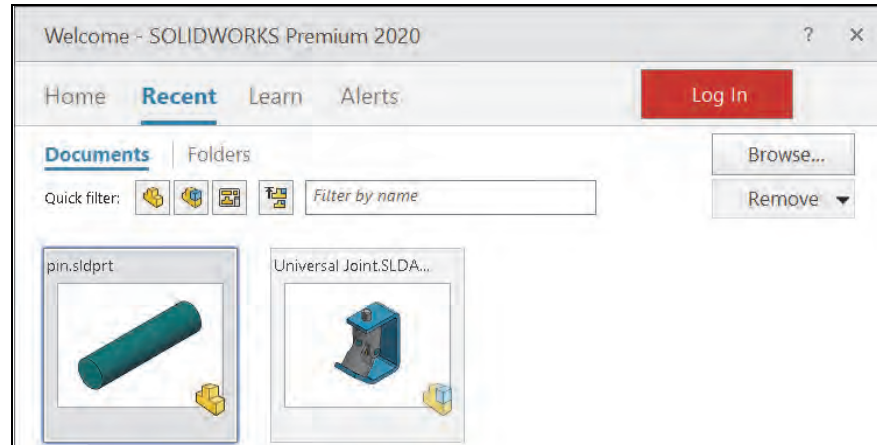 Welcome - SOLIDWORKS Premium 2020
? ×
Home Recent Learn Alerts Log In
Documents Folders Browse...
Quick filter: Filter by name Remove
pin.sldprt Universal Joint.SLDA...